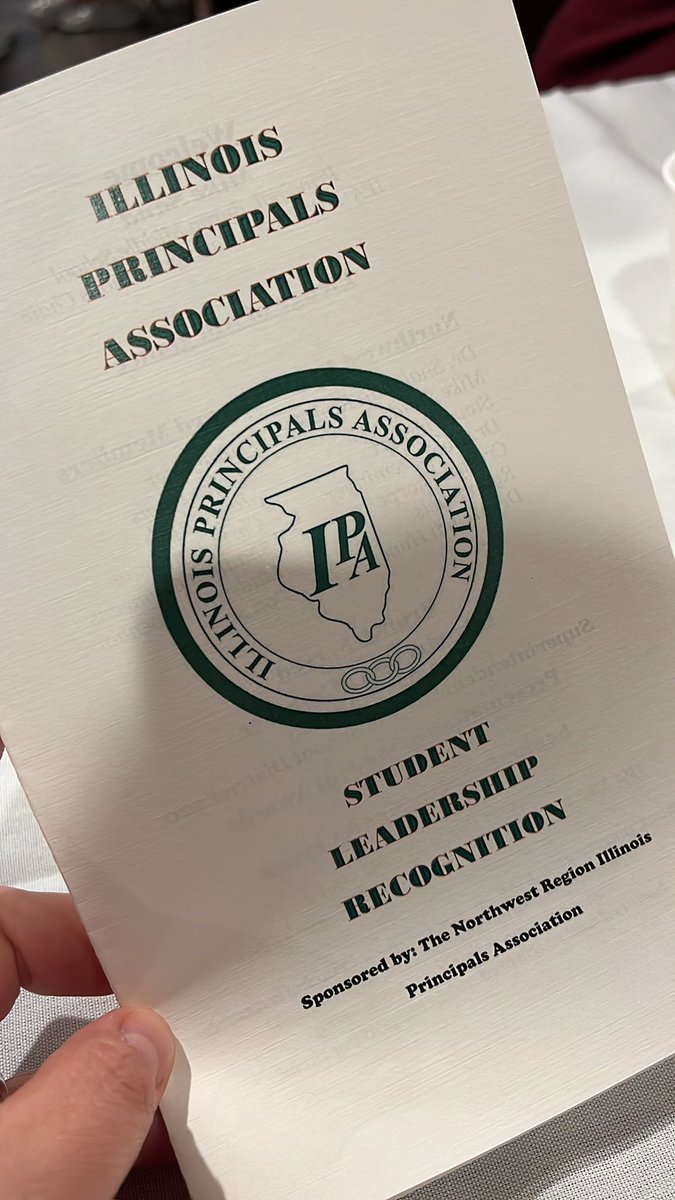 ILLINOIS
PRINCIPALS
ASSOCIATION
ILLINOIS PRINCIPALS ASSOCIATION
IPA
STUDENT
LEADERSHIP
RECOGNITION
Sponsored by: The Northwest Region Illinois
Principals Association